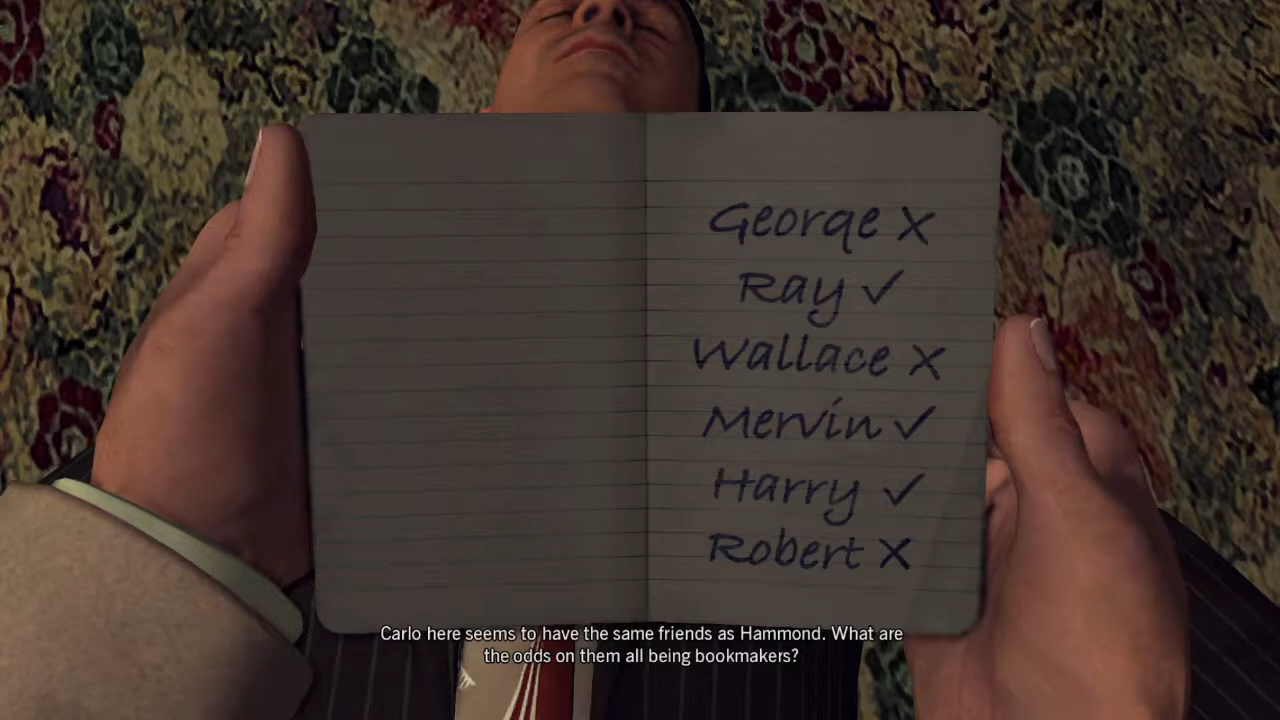 George X
Ray ✓
Wallace X
Mervin ✓
Harry ✓
Robert X
Carlo here seems to have the same friends as Hammond. What are
the odds on them all being bookmakers?